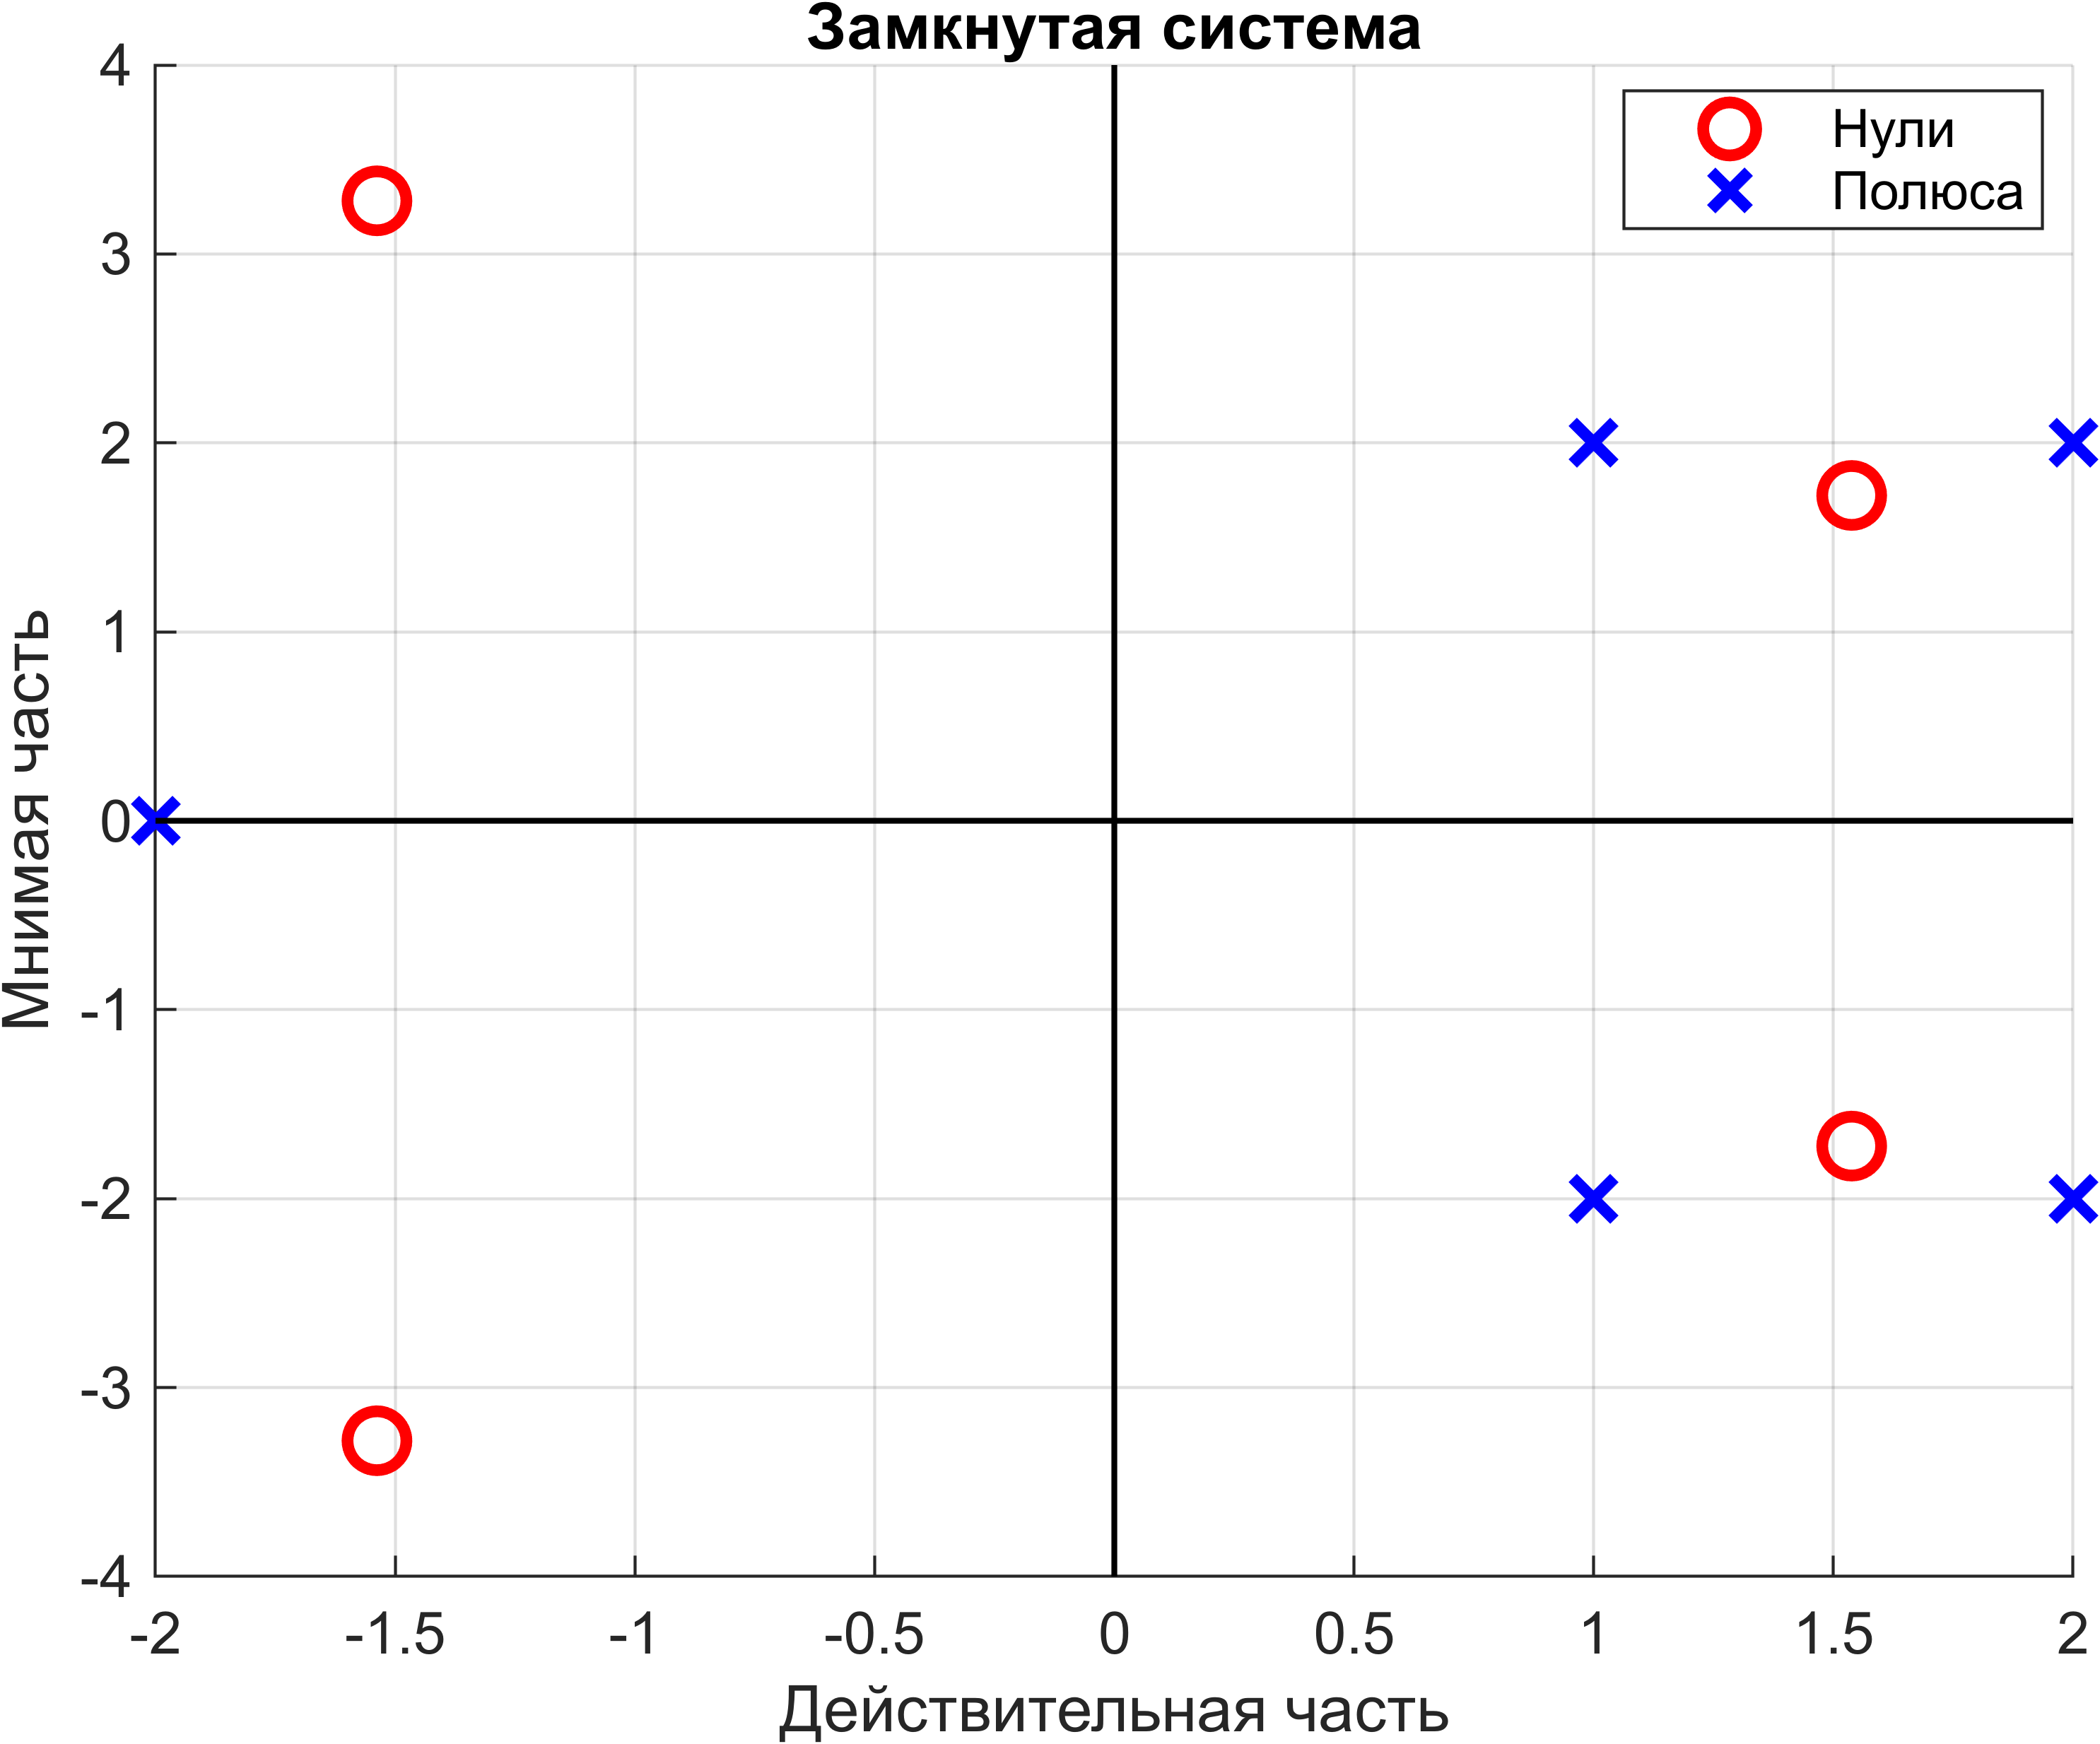 Замкнутая система
Нули
Полюса
4
3
2
1
0
-1
-2
-3
-4
Мнимая часть
-2 -1.5 -1 -0.5 0 0.5 1 1.5 2
Действительная часть